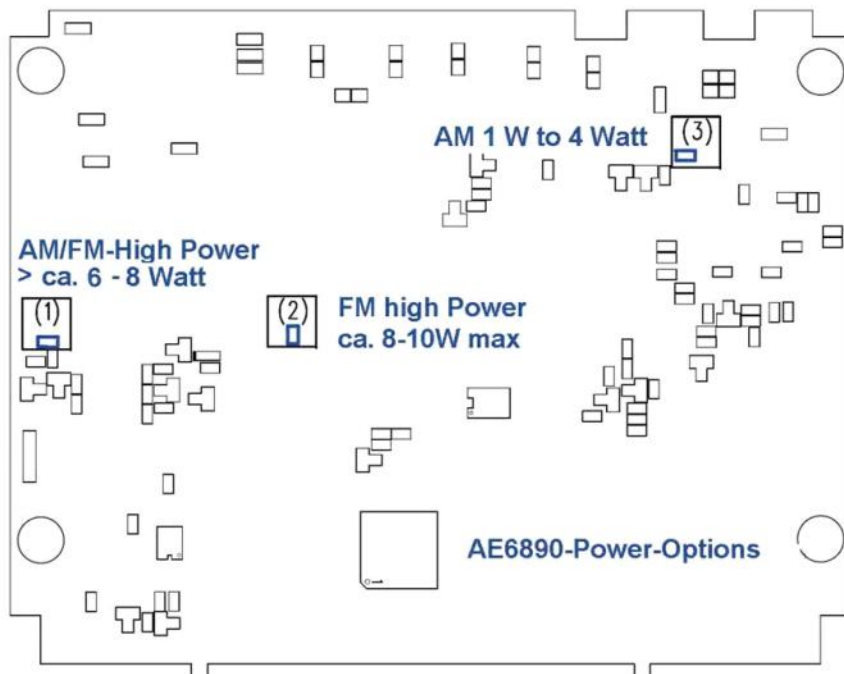 AM 1 W to 4 Watt
(3)
AM/FM-High Power
> ca. 6 - 8 Watt
(1)
(2)
FM high Power
ca. 8-10W max
AE6890-Power-Options